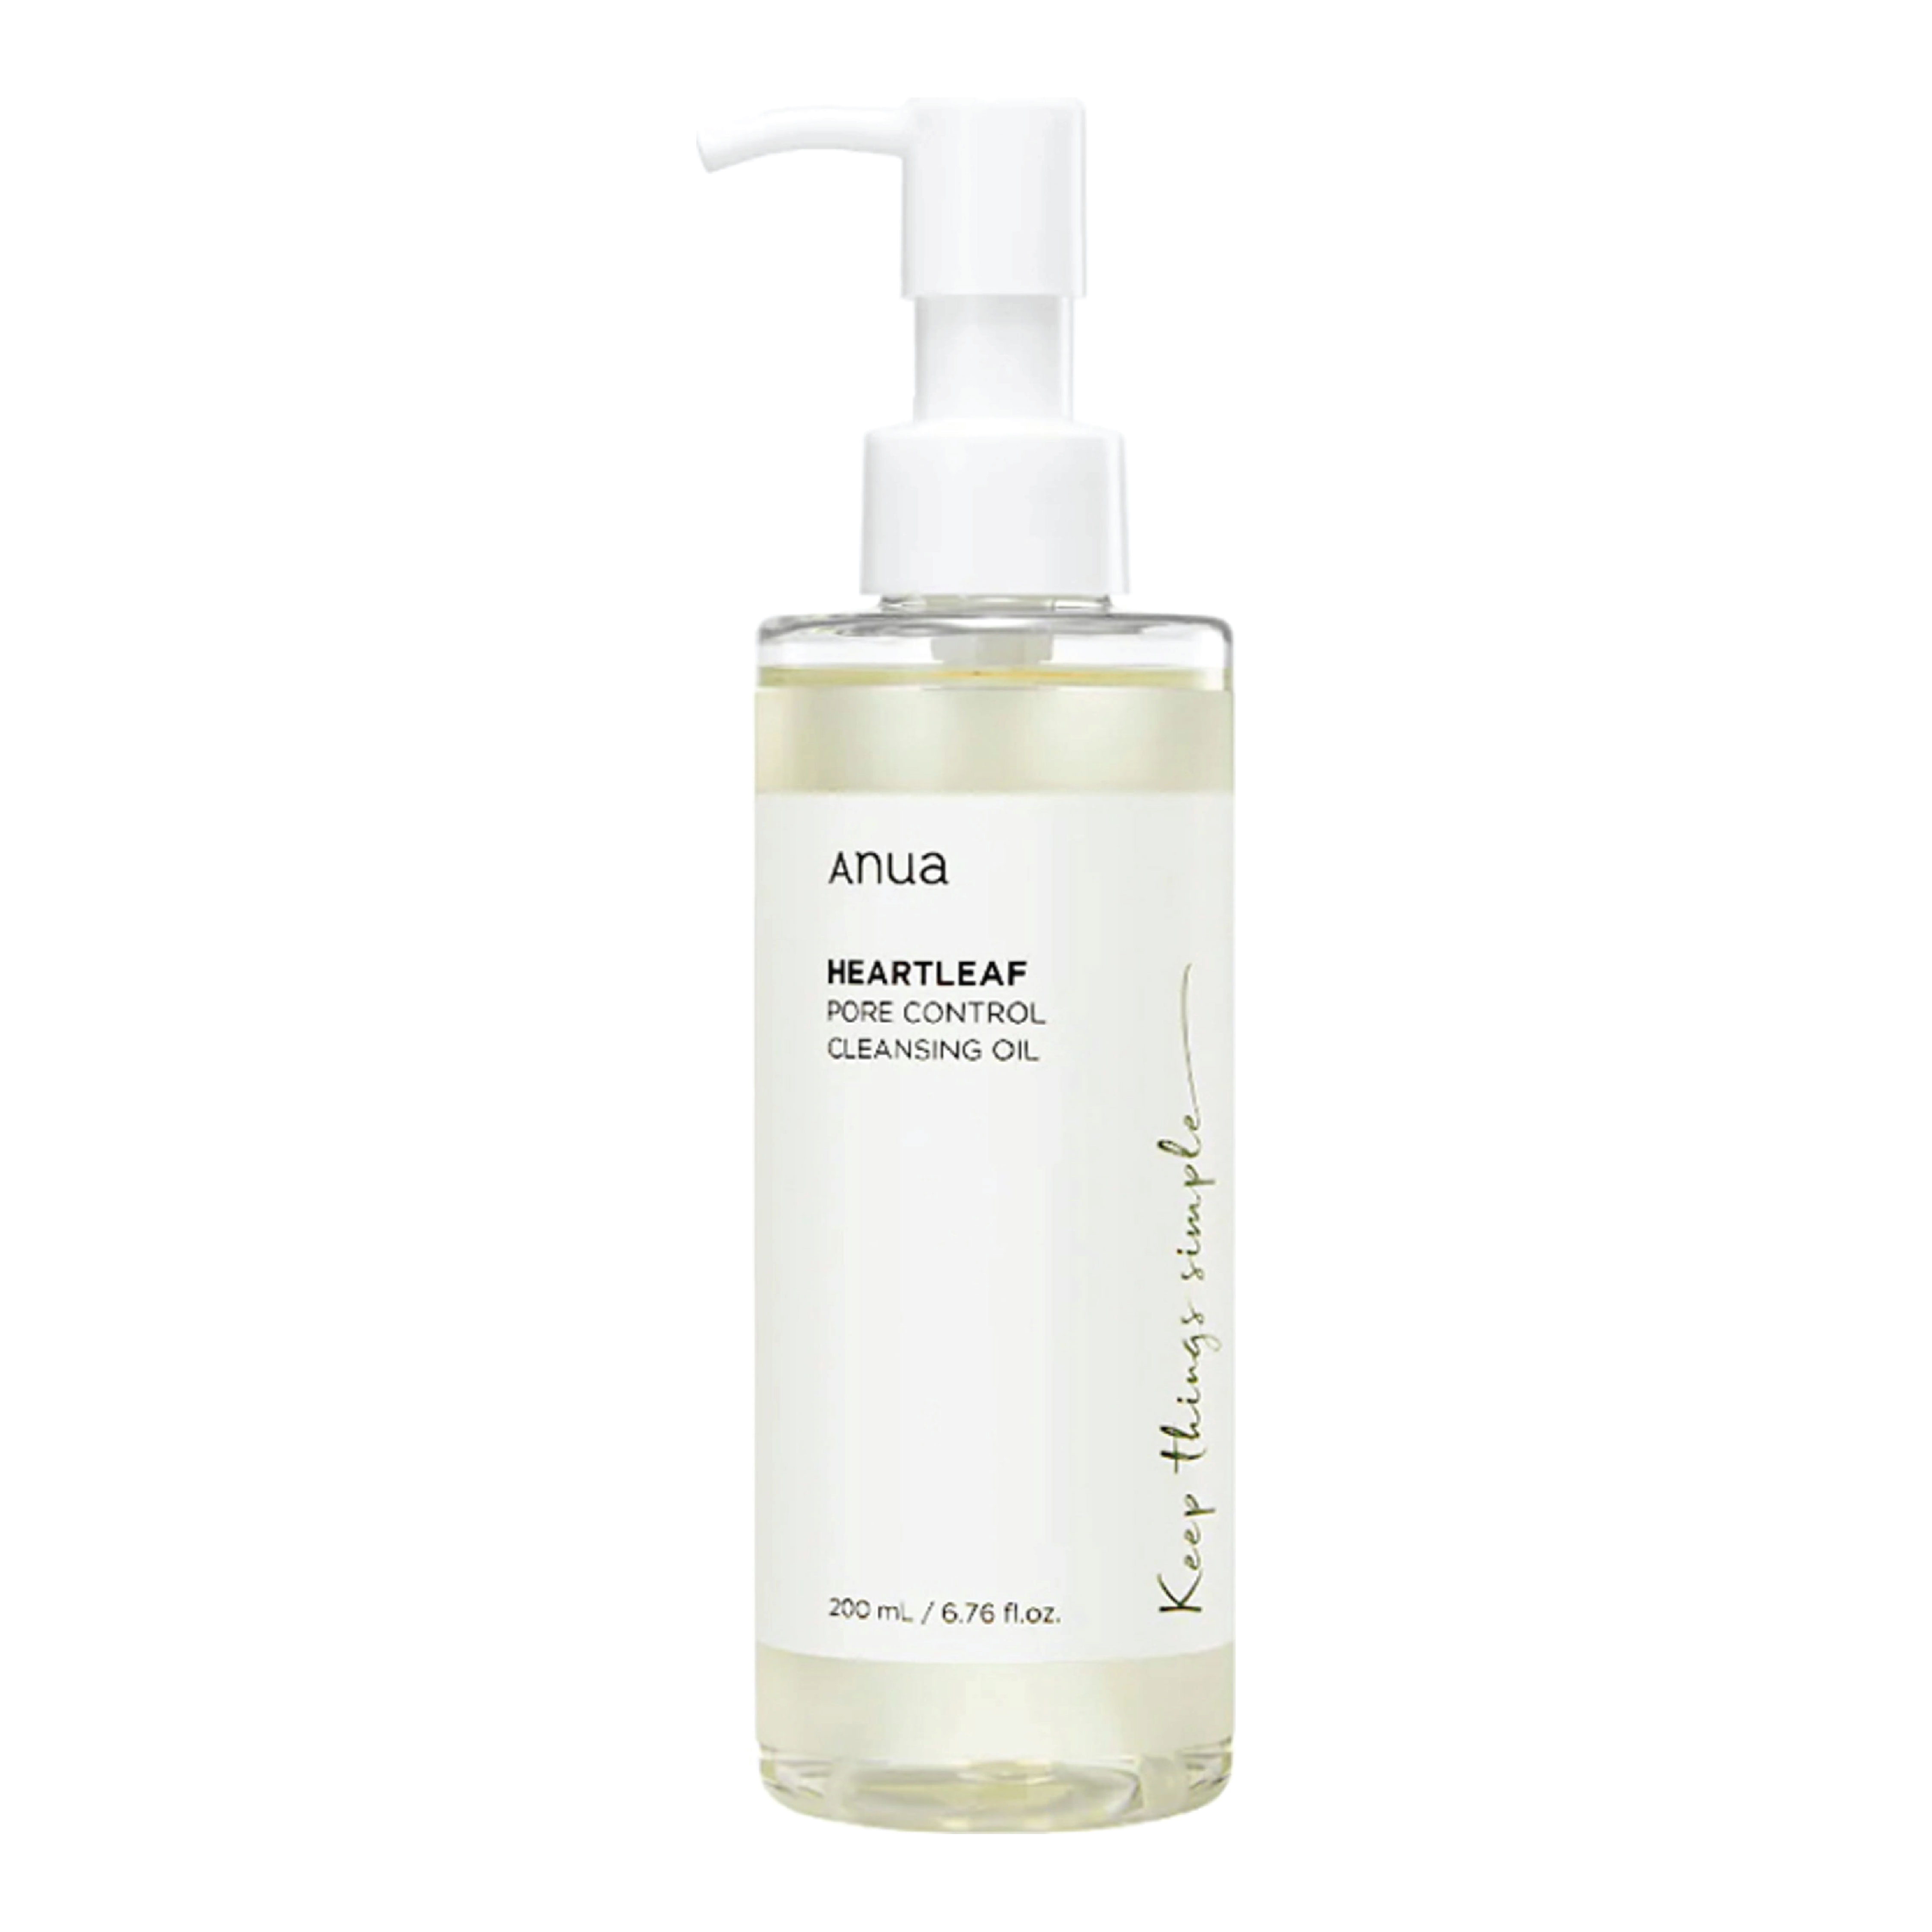 Anua
HEARTLEAF
PORE CONTROL
CLEANSING OIL
Keep things simple
200 mL / 6.76 fl.oz.